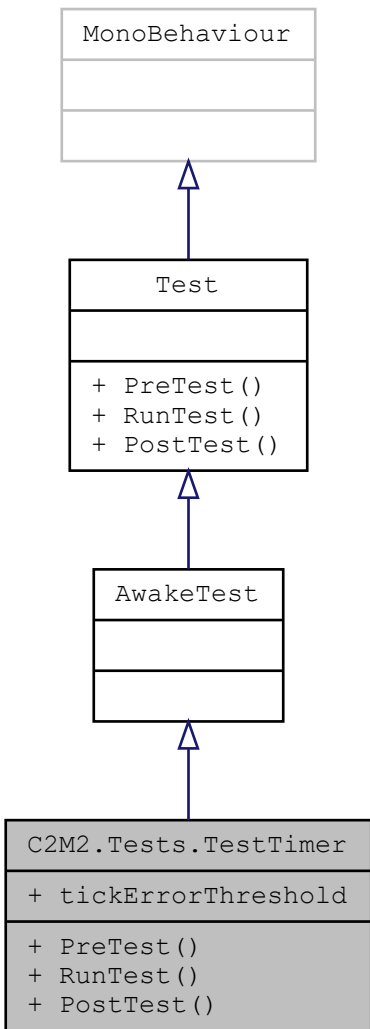 MonoBehaviour
Test
+ PreTest()
+ RunTest()
+ PostTest()
AwakeTest
C2M2.Tests.TestTimer
+ tickErrorThreshold
+ PreTest()
+ RunTest()
+ PostTest()